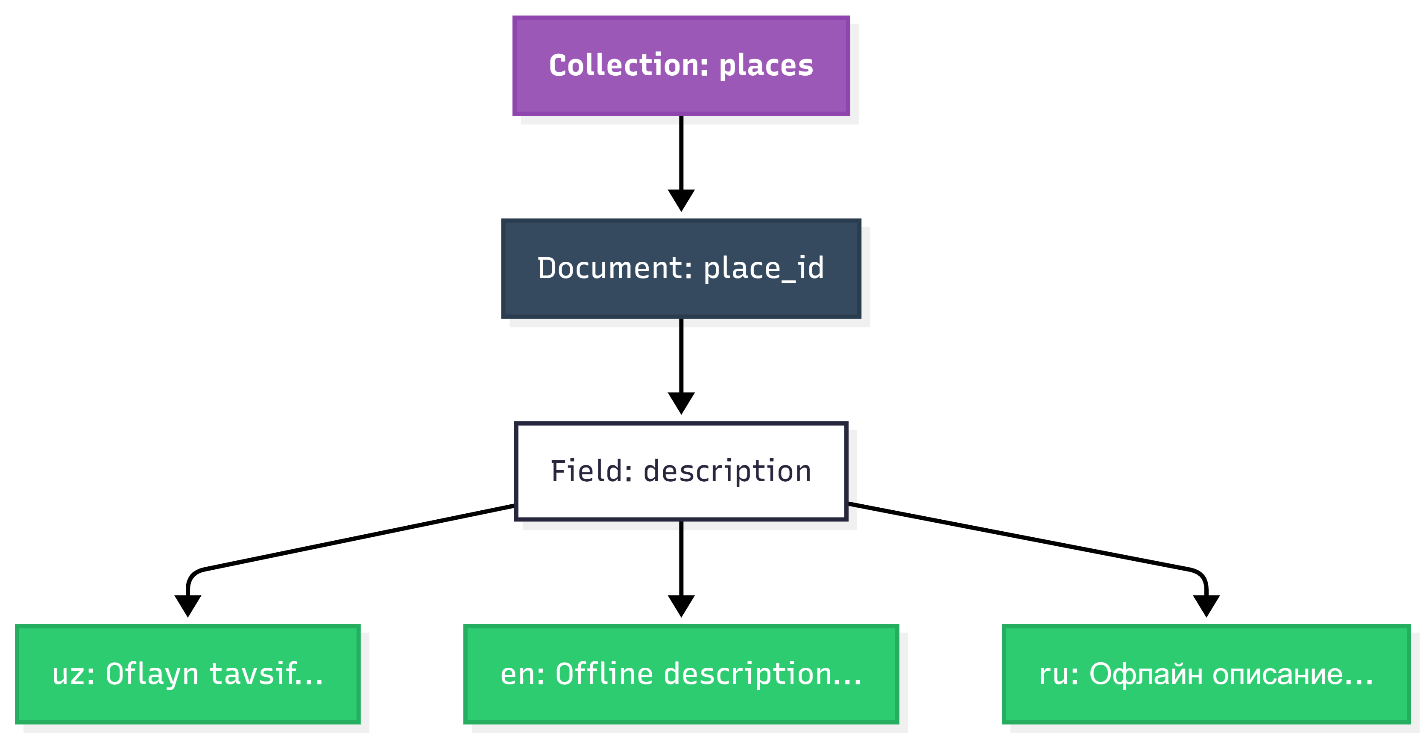 Collection: places
Document: place_id
Field: description
uz: Oflayn tavsif...
en: Offline description...
ru: Офлайн описание...